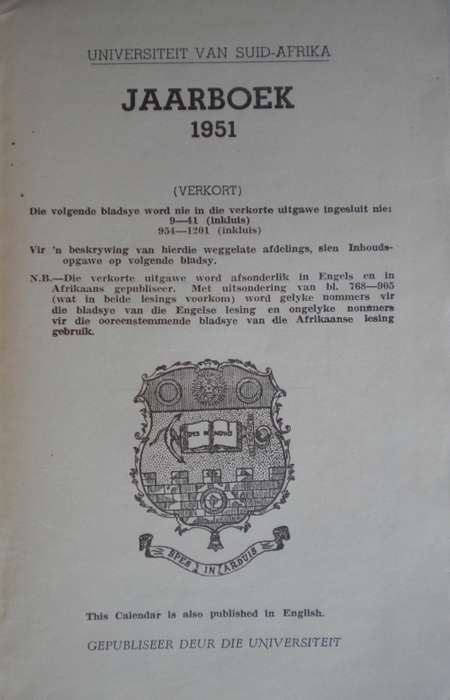 UNIVERSITEIT VAN SUID-AFRIKA
JAARBOEK
1951
(VERKORT)
Die volgende bladsye word nie in die verkorte uitgawe ingesluit nie:
9—41 (inkluis)
954—1201 (inkluis)
Vir 'n beskrywing van hierdie weggelate afdelings, sien Inhouds-
opgawe op volgende bladsy.
N.B.—Die verkorte uitgawe word afsonderlik in Engels en in
Afrikaans gepubliseer. Met uitsondering van bl. 768—905
(wat in beide lesings voorkom) word gelyke nommers vir
die bladsye van die Engelse lesing en ongelyke nommers
vir die ooreenstemmende bladsye van die Afrikaanse lesing
gebruik.
SPES IN ARDUIS
This Calendar is also published in English.
GEPUBLISEER DEUR DIE UNIVERSITEIT